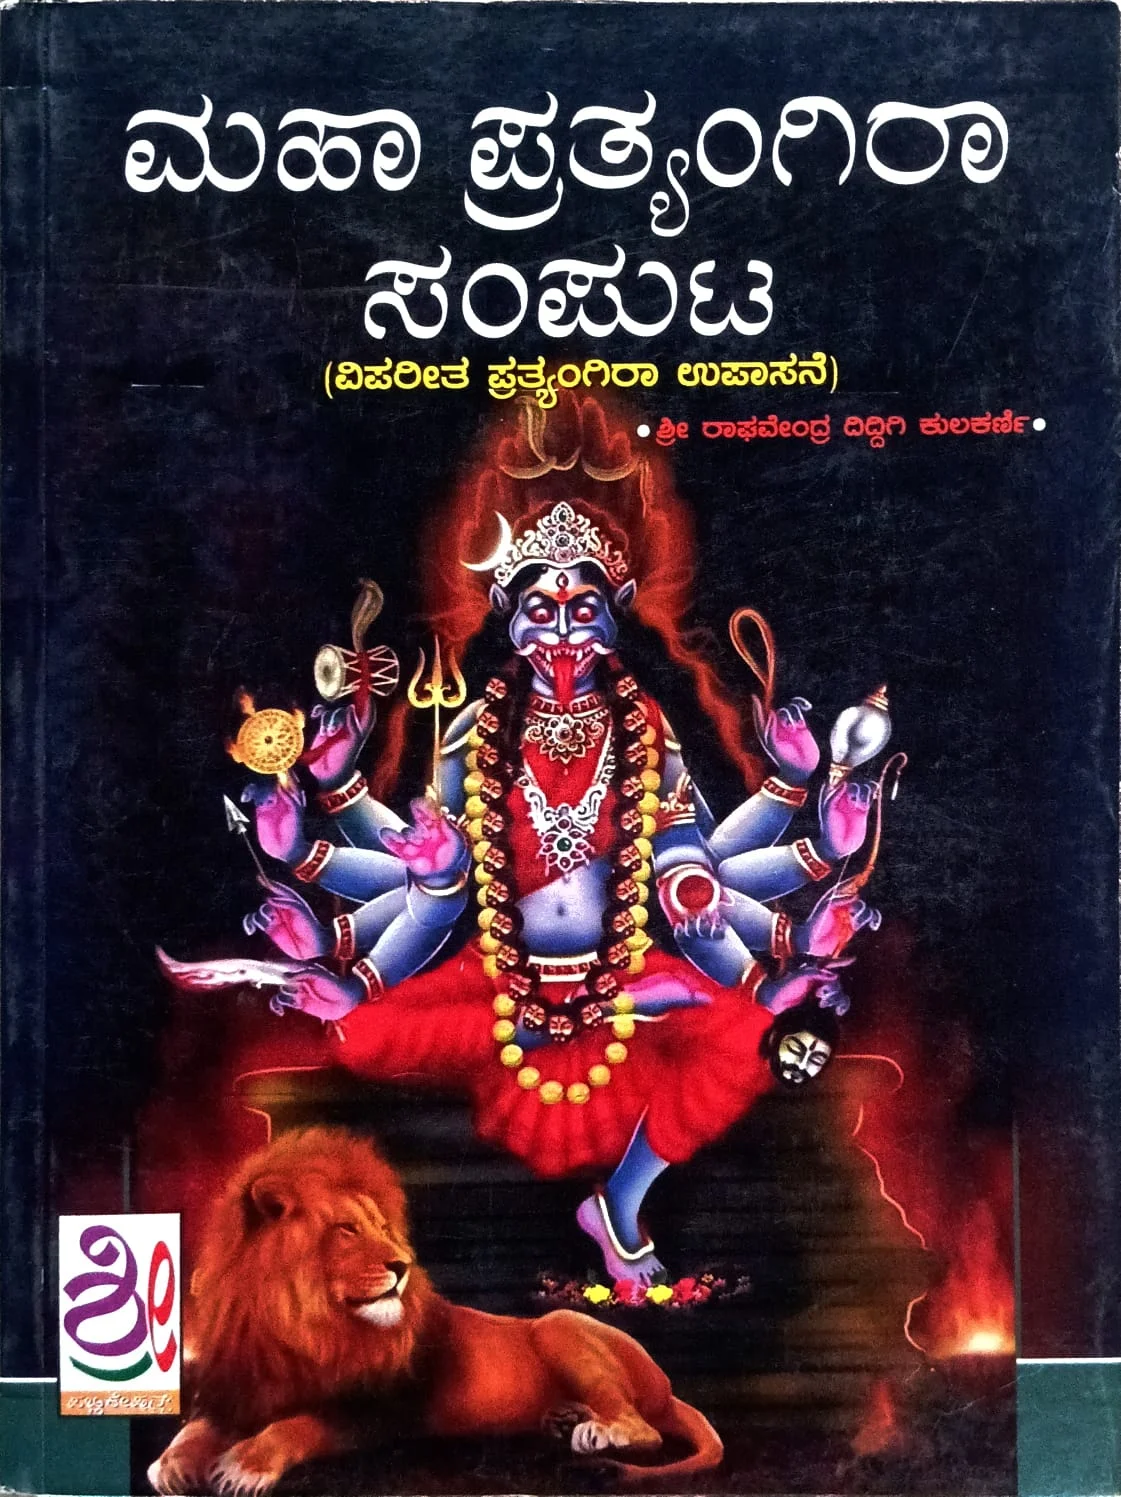 ಮಹಾ ಪ್ರತ್ಯಂಗಿರಾ
ಸಂಪುಟ
(ವಿಪರೀತ ಪ್ರತ್ಯಂಗಿರಾ ಉಪಾಸನೆ)
ಶ್ರೀ ರಾಘವೇಂದ್ರ ದಿದ್ದಿಗಿ ಕುಲಕರ್ಣಿ
ಶ್ರೀ